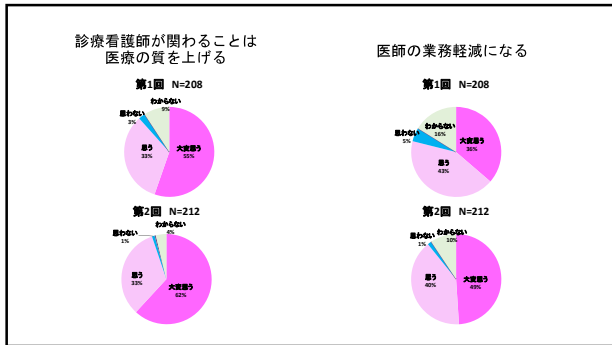 診療看護師が関わることは
医療の質を上げる
第1回 N=208
わからない
9%
思わない
3%
思う
33%
大変思う
55%
第2回 N=212
わからない
4%
思わない
1%
思う
33%
大変思う
62%
医師の業務軽減になる
第1回 N=208
わからない
16%
思わない
5%
大変思う
36%
思う
43%
第2回 N=212
思わない
1%
わからない
10%
思う
40%
大変思う
49%